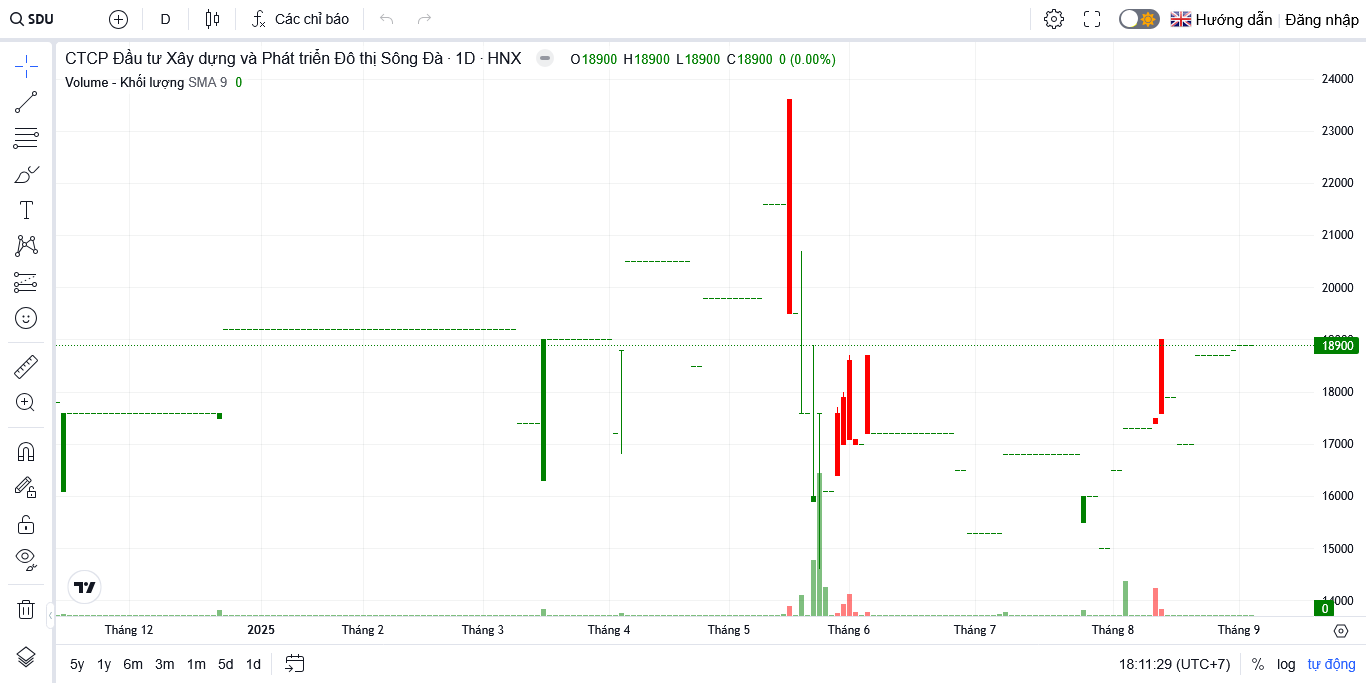 SDU D Các chỉ báo Hướng dẫn Đăng nhập
CTCP Đầu tư Xây dựng và Phát triển Đô thị Sông Đà · 1D · HNX O18900 H18900 L18900 C18900 0 (0.00%)
Volume - Khối lượng SMA 9 0
24000
23000
22000
21000
20000
18900
18000
17000
16000
15000
14000
0
Tháng 12 2025 Tháng 2 Tháng 3 Tháng 4 Tháng 5 Tháng 6 Tháng 7 Tháng 8 Tháng 9
5y 1y 6m 3m 1m 5d 1d 18:11:29 (UTC+7) % log tự động